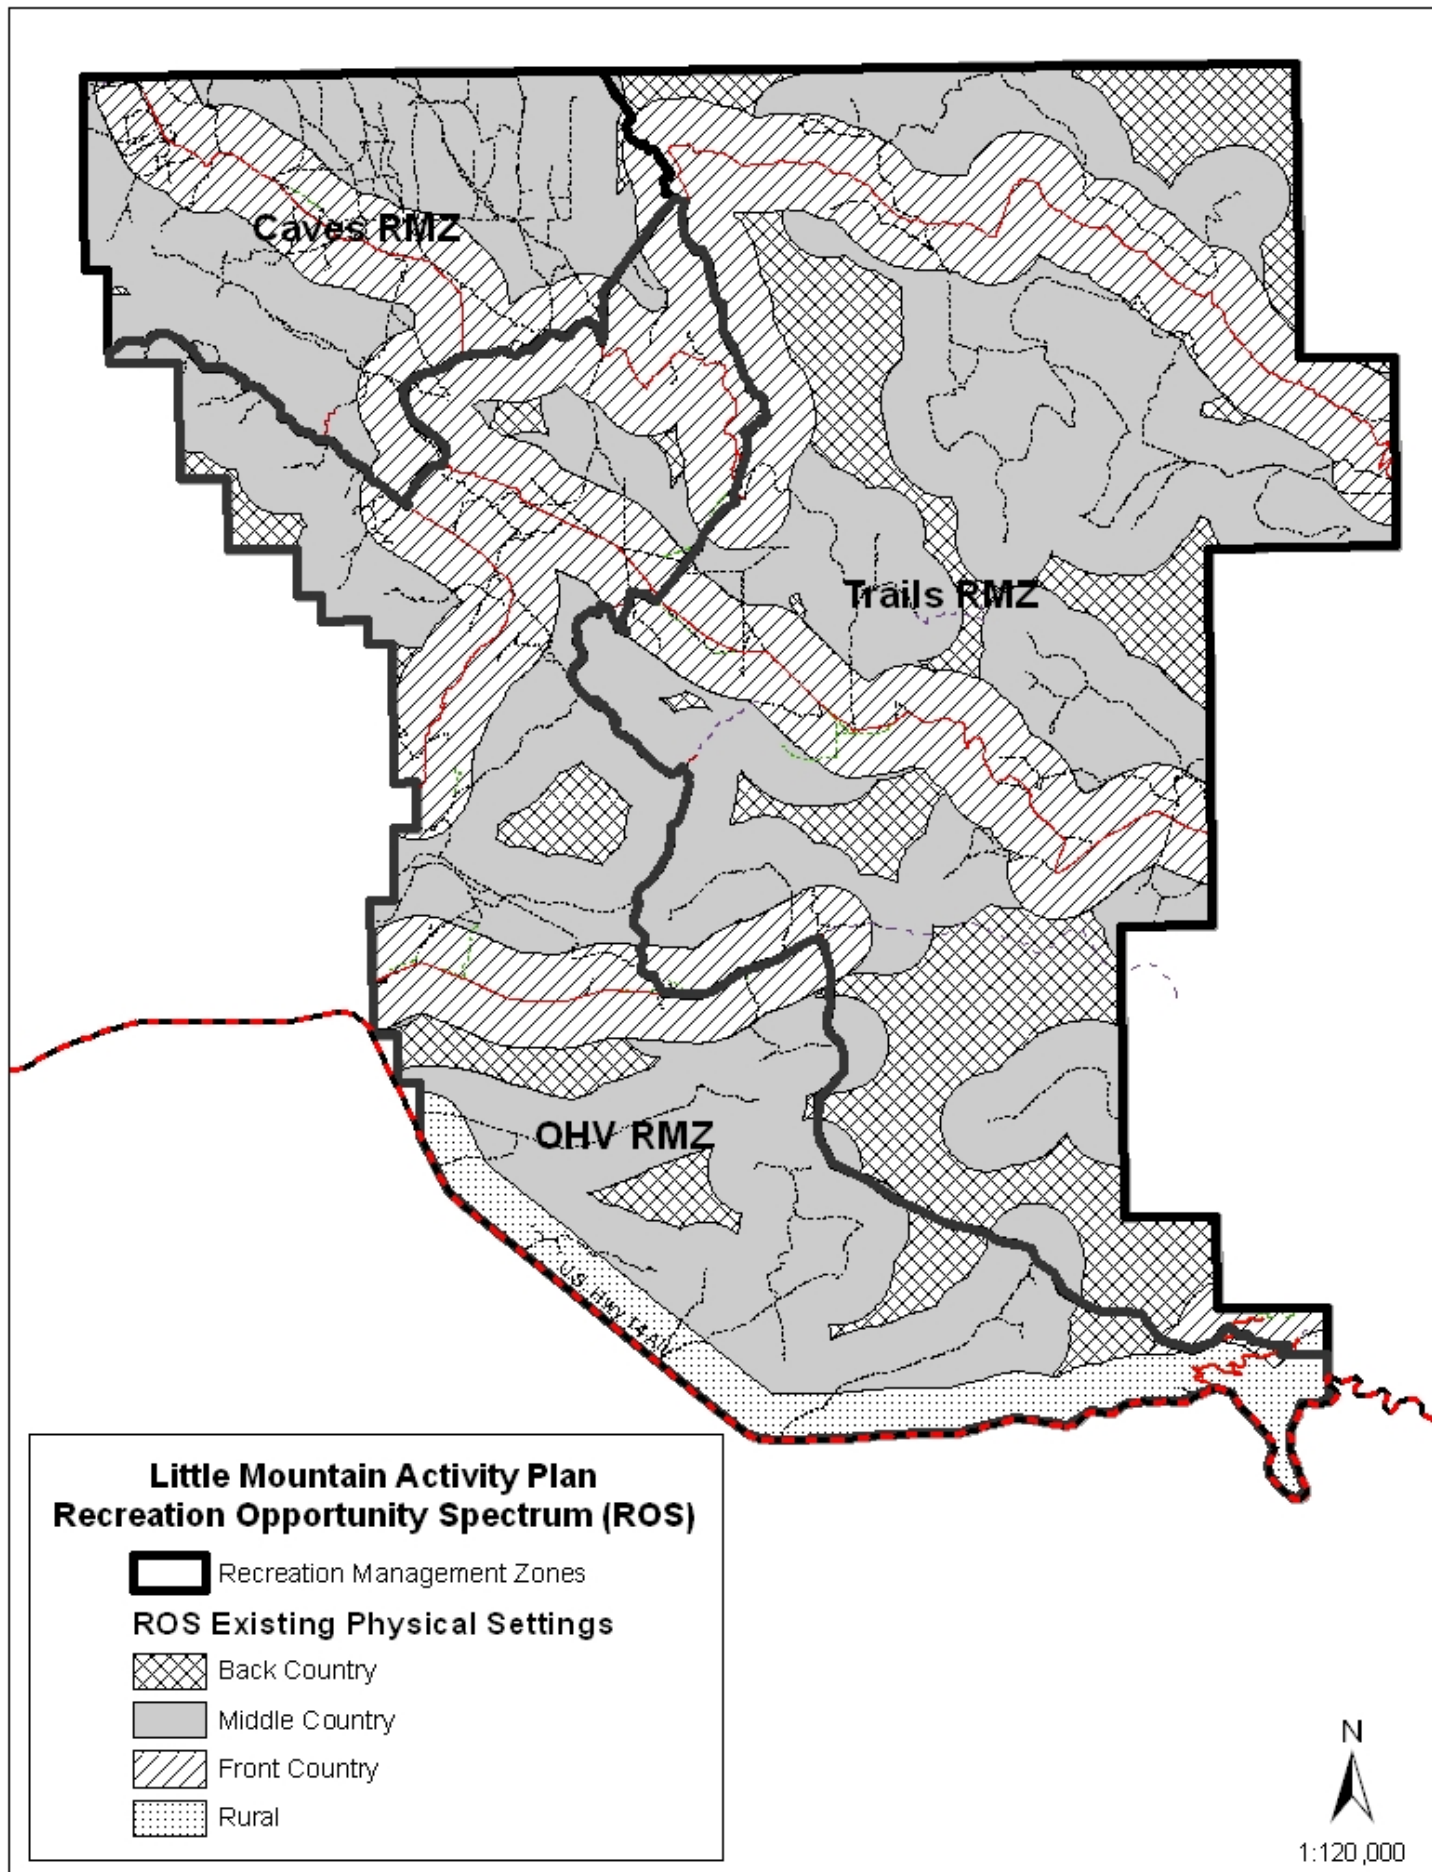 Caves RMZ
Trails RMZ
OHV RMZ
U.S. HWY 14 Alt
Little Mountain Activity Plan
Recreation Opportunity Spectrum (ROS)
Recreation Management Zones
ROS Existing Physical Settings
Back Country
Middle Country
Front Country
Rural
N
1:120,000